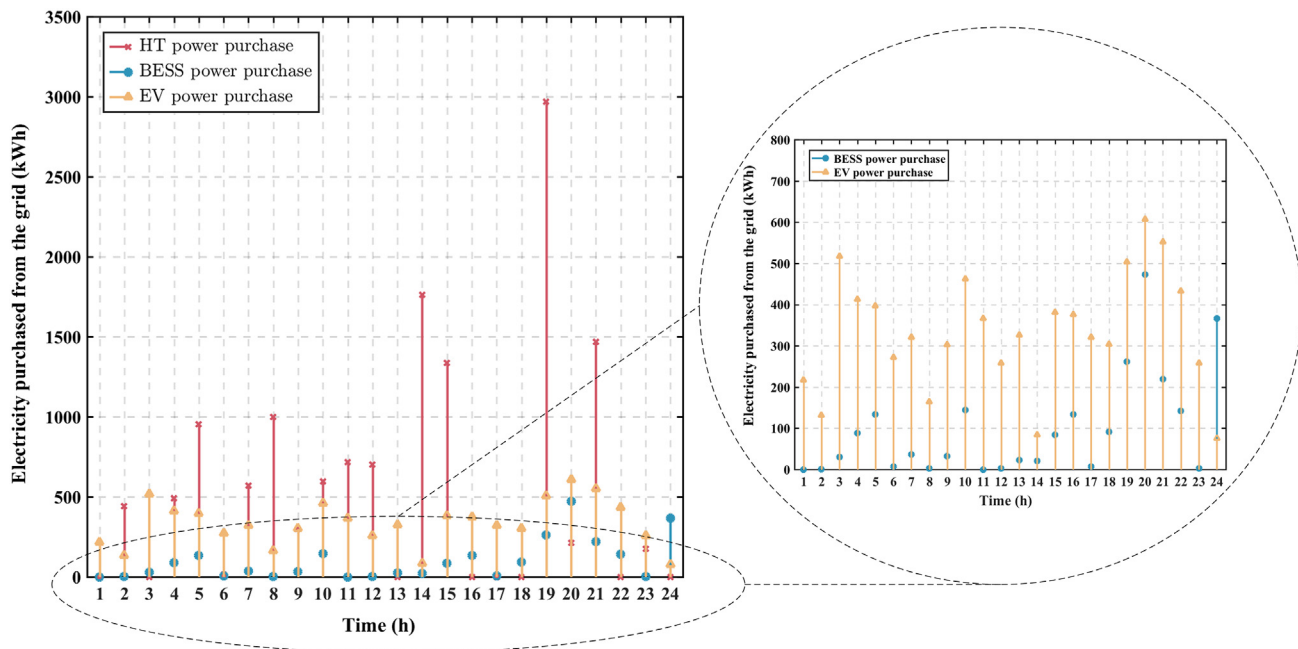 3500
3000
2500
2000
1500
1000
500
0
Electricity purchased from the grid (kWh)
HT power purchase
BESS power purchase
EV power purchase
1 2 3 4 5 6 7 8 9 10 11 12 13 14 15 16 17 18 19 20 21 22 23 24
Time (h)
800
700
600
500
400
300
200
100
0
Electricity purchased from the grid (kWh)
BESS power purchase
EV power purchase
1 2 3 4 5 6 7 8 9 10 11 12 13 14 15 16 17 18 19 20 21 22 23 24
Time (h)